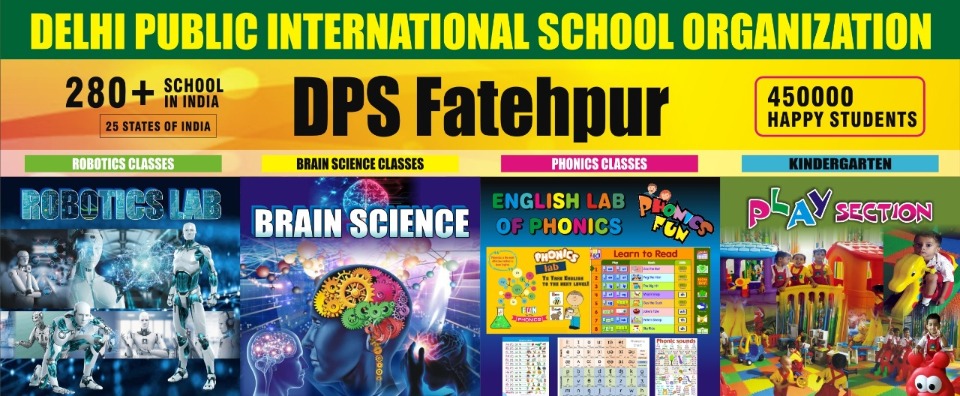 DELHI PUBLIC INTERNATIONAL SCHOOL ORGANIZATION
280+ SCHOOL
IN INDIA
25 STATES OF INDIA
DPS Fatehpur
450000
HAPPY STUDENTS
ROBOTICS CLASSES
BRAIN SCIENCE CLASSES
PHONICS CLASSES
KINDERGARTEN
ROBOTICS LAB
BRAIN SCIENCE
ENGLISH LAB
OF PHONICS
PHONICS
FUN
PLAY SECTION
PHONICS
lab
Learn to Read
FUN
PHONICS
Phonic sounds